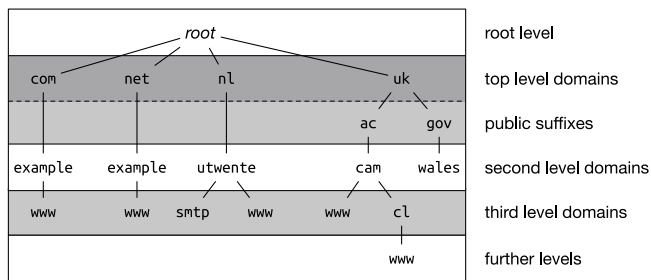 root root level
com net nl uk top level domains
ac gov public suffixes
example example utwente cam wales second level domains
www www smtp www www cl third level domains
www further levels